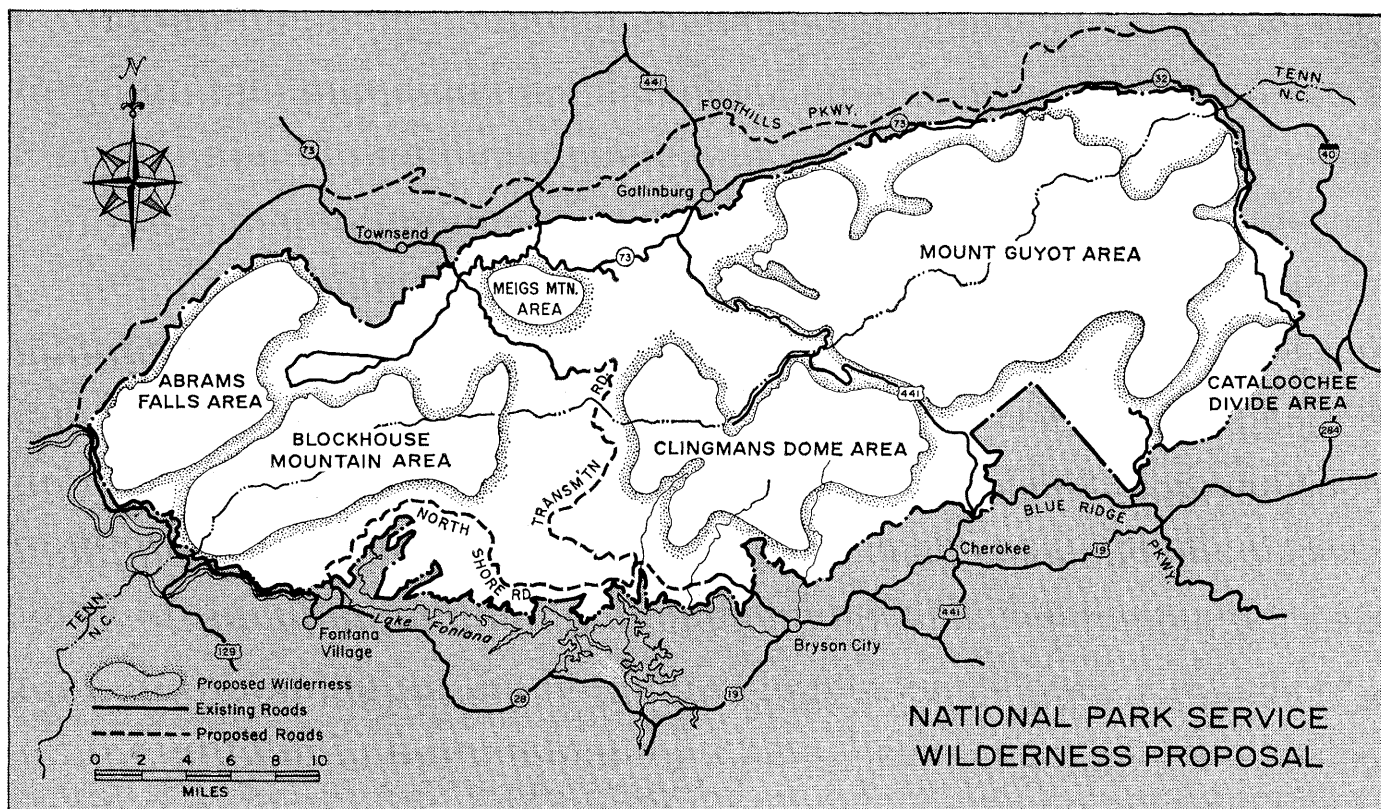 N
441
FOOTHILLS PKWY.
73
32
TENN.
N.C.
40
73
Gatlinburg
Townsend
73
MOUNT GUYOT AREA
MEIGS MTN.
AREA
ABRAMS
FALLS AREA
RD.
441
CATALOOCHEE
DIVIDE AREA
BLOCKHOUSE
MOUNTAIN AREA
CLINGMANS DOME AREA
284
TRANSMTN
NORTH SHORE RD
BLUE RIDGE PKWY
Cherokee
19
TENN.
N.C.
441
Fontana
Village
Lake Fontana
Bryson City
129
28
19
Proposed Wilderness
Existing Roads
Proposed Roads
0 2 4 6 8 10
MILES
NATIONAL PARK SERVICE
WILDERNESS PROPOSAL